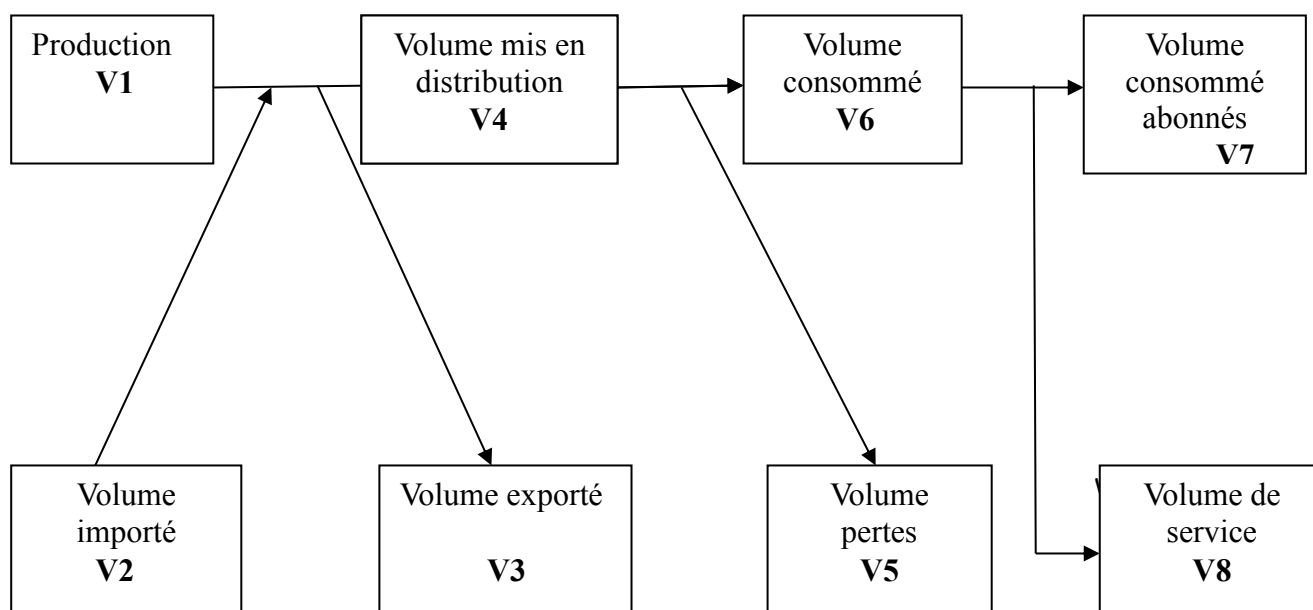 Production
V1
Volume mis en
distribution
V4
Volume
consommé
V6
Volume
consommé
abonnés
V7
Volume
importé
V2
Volume exporté
V3
Volume
pertes
V5
Volume de
service
V8